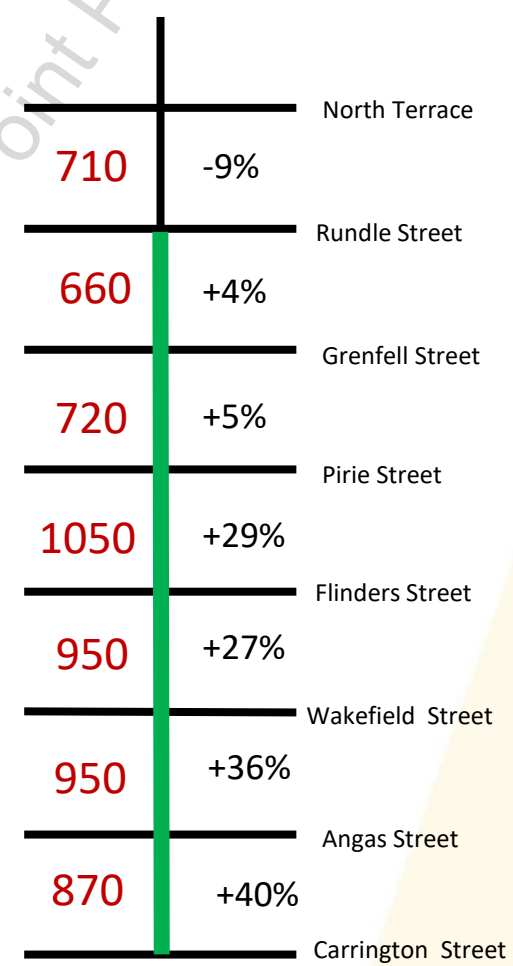 North Terrace
710 -9%
Rundle Street
660 +4%
Grenfell Street
720 +5%
Pirie Street
1050 +29%
Flinders Street
950 +27%
Wakefield Street
950 +36%
Angas Street
870 +40%
Carrington Street